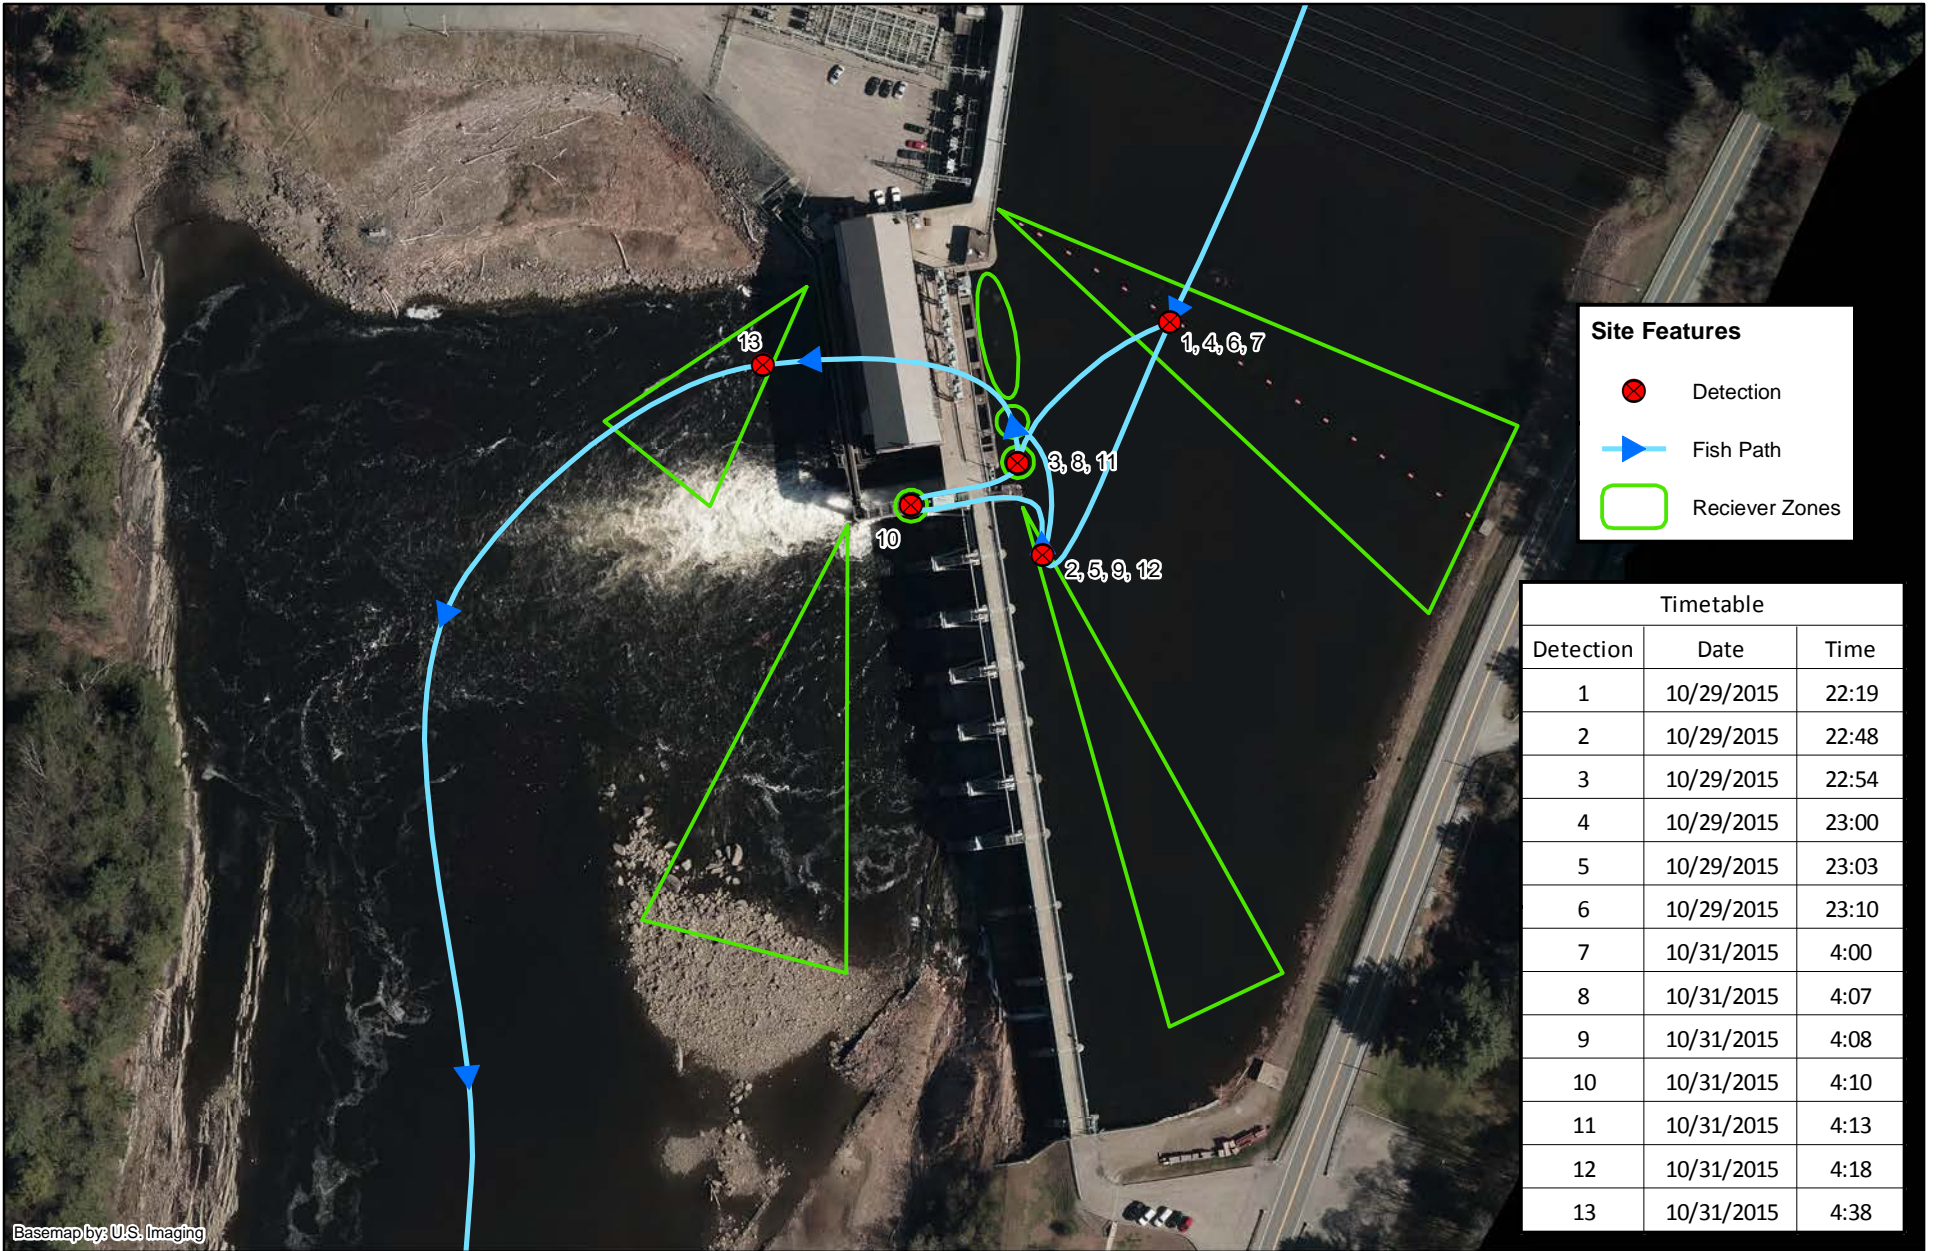 1, 4, 6, 7
13
3, 8, 11
10
2, 5, 9, 12
Site Features
Detection
Fish Path
Reciever Zones
Timetable
Detection Date Time
1 10/29/2015 22:19
2 10/29/2015 22:48
3 10/29/2015 22:54
4 10/29/2015 23:00
5 10/29/2015 23:03
6 10/29/2015 23:10
7 10/31/2015 4:00
8 10/31/2015 4:07
9 10/31/2015 4:08
10 10/31/2015 4:10
11 10/31/2015 4:13
12 10/31/2015 4:18
13 10/31/2015 4:38
Basemap by: U.S. Imaging